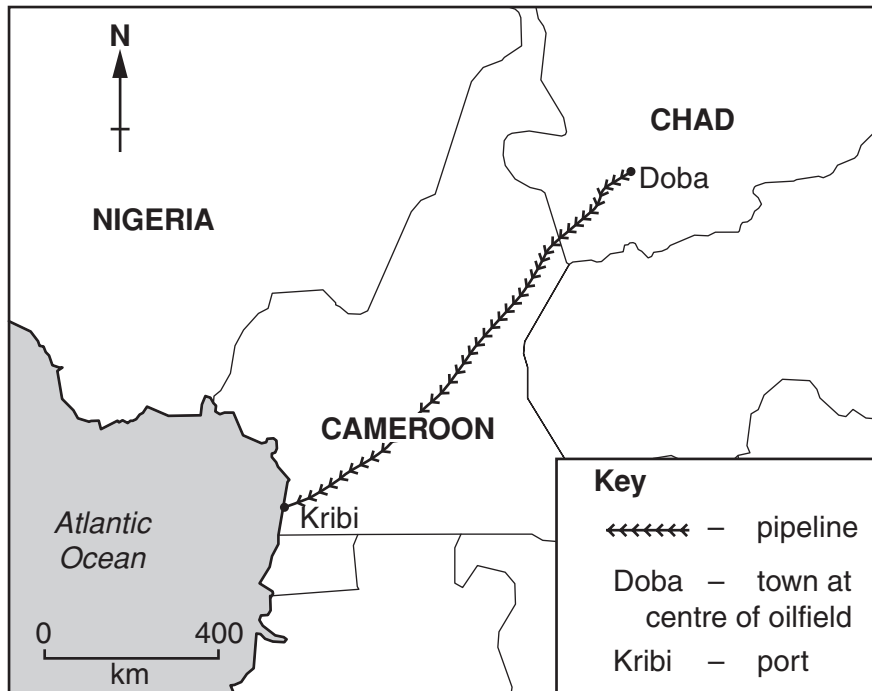 N
CHAD
Doba
NIGERIA
CAMEROON
Kribi
Atlantic
Ocean
0 400
km
Key
– pipeline
Doba – town at
centre of oilfield
Kribi – port